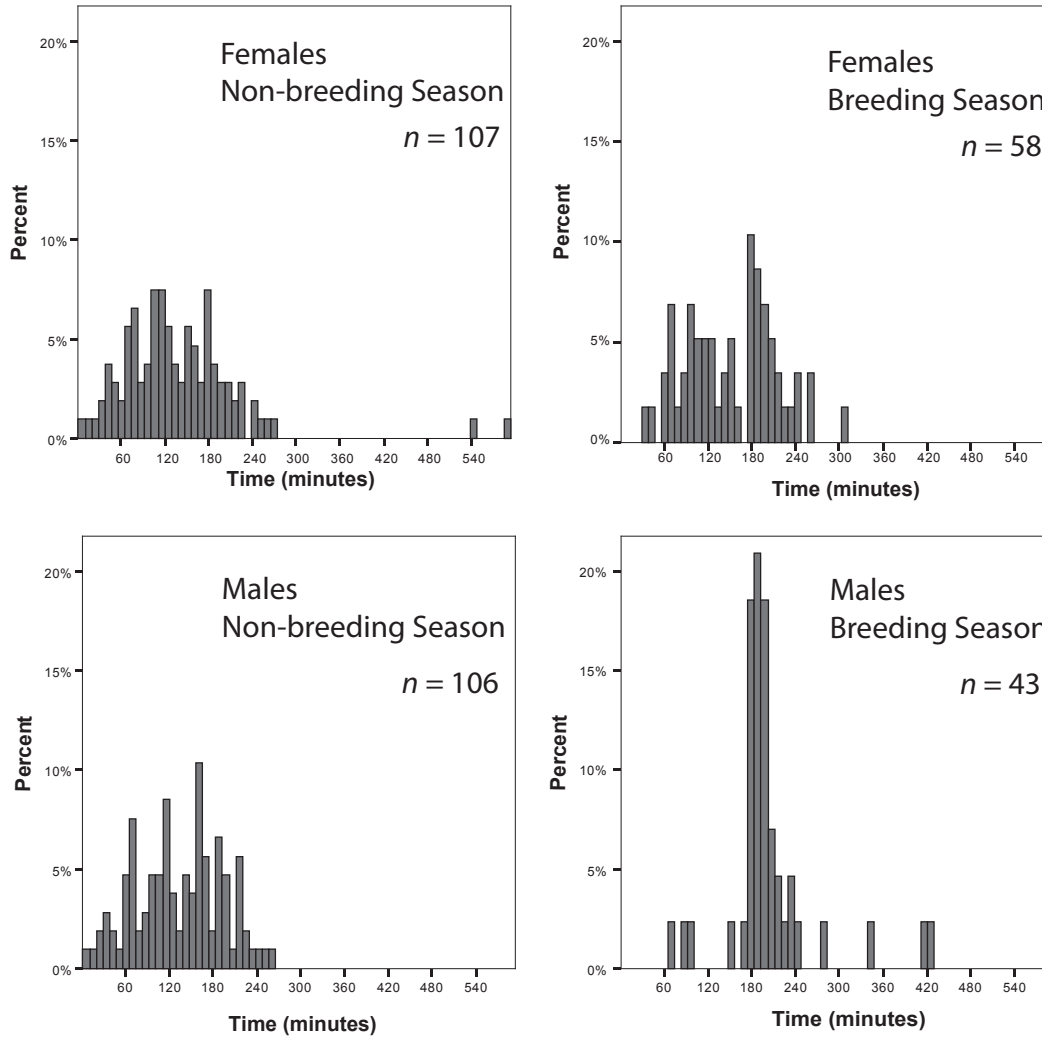 Females
Non-breeding Season
n = 107
20%
15%
10%
5%
0%
Percent
60 120 180 240 300 360 420 480 540
Time (minutes)
Females
Breeding Season
n = 58
20%
15%
10%
5%
0%
Percent
60 120 180 240 300 360 420 480 540
Time (minutes)
Males
Non-breeding Season
n = 106
20%
15%
10%
5%
0%
Percent
60 120 180 240 300 360 420 480 540
Time (minutes)
Males
Breeding Season
n = 43
20%
15%
10%
5%
0%
Percent
60 120 180 240 300 360 420 480 540
Time (minutes)